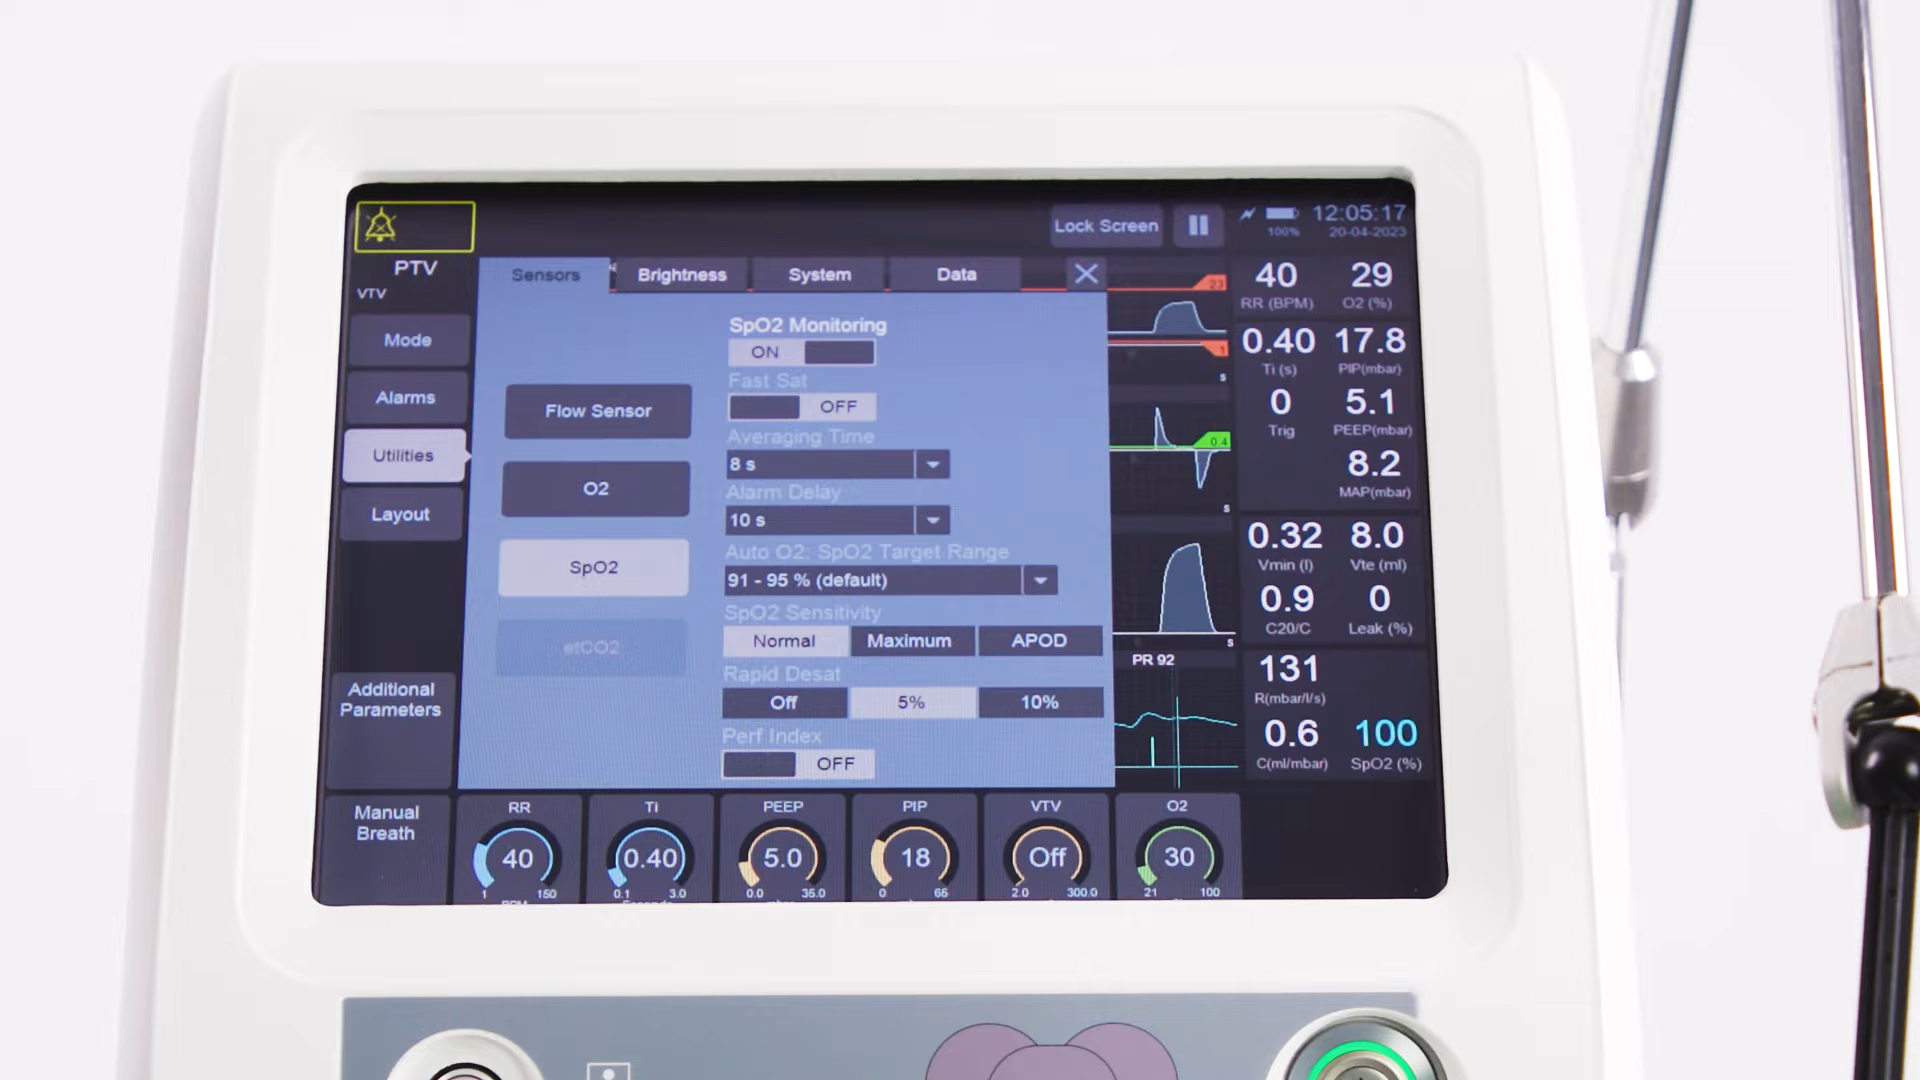 Lock Screen
100%
12:05:17
20-04-2023
PTV
VTV
Mode
Alarms
Utilities
Layout
Additional
Parameters
Manual
Breath
Sensors
Brightness
System
Data
Flow Sensor
O2
SpO2
etCO2
SpO2 Monitoring
ON
Fast Sat
OFF
Averaging Time
8 s
Alarm Delay
10 s
Auto O2: SpO2 Target Range
91 - 95 % (default)
SpO2 Sensitivity
Normal Maximum APOD
Rapid Desat
Off 5% 10%
Perf Index
OFF
23
1
s
0.4
s
s
PR 92
40 29
RR (BPM) O2 (%)
0.40 17.8
Ti (s) PIP(mbar)
0 5.1
Trig PEEP(mbar)
8.2
MAP(mbar)
0.32 8.0
Vmin (l) Vte (ml)
0.9 0
C20/C Leak (%)
131
R(mbar/l/s)
0.6 100
C(ml/mbar) SpO2 (%)
RR Ti PEEP PIP VTV O2
40 0.40 5.0 18 Off 30
1 150 0.1 3.0 0.0 35.0 0 65 2.0 300.0 21 100